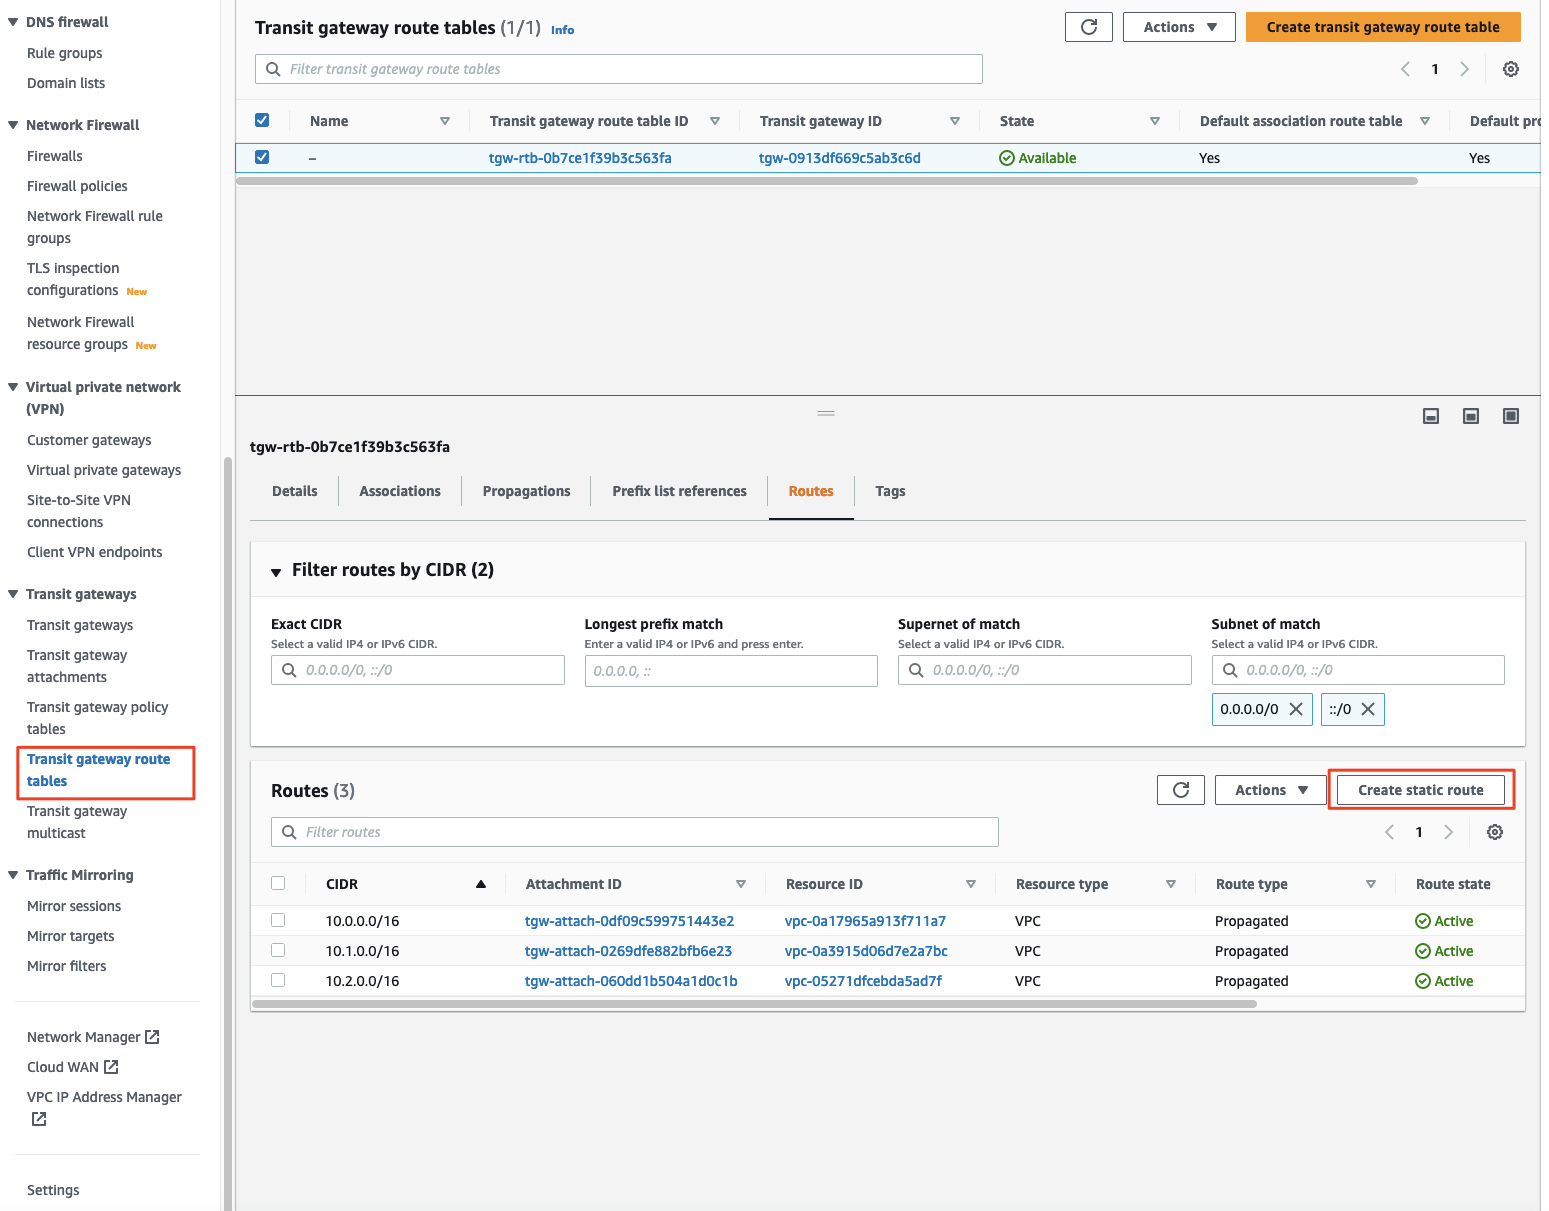 DNS firewall
Rule groups
Domain lists
Network Firewall
Firewalls
Firewall policies
Network Firewall rule
groups
TLS inspection
configurations New
Network Firewall
resource groups New
Virtual private network
(VPN)
Customer gateways
Virtual private gateways
Site-to-Site VPN
connections
Client VPN endpoints
Transit gateways
Transit gateways
Transit gateway
attachments
Transit gateway policy
tables
Transit gateway route
tables
Transit gateway
multicast
Traffic Mirroring
Mirror sessions
Mirror targets
Mirror filters
Network Manager
Cloud WAN
VPC IP Address Manager
Settings
Transit gateway route tables (1/1) Info
Actions
Create transit gateway route table
Filter transit gateway route tables
1
Name Transit gateway route table ID Transit gateway ID State Default association route table Default pro
– tgw-rtb-0b7ce1f39b3c563fa tgw-0913df669c5ab3c6d Available Yes Yes
tgw-rtb-0b7ce1f39b3c563fa
Details Associations Propagations Prefix list references Routes Tags
Filter routes by CIDR (2)
Exact CIDR Longest prefix match Supernet of match Subnet of match
Select a valid IP4 or IPv6 CIDR. Enter a valid IP4 or IPv6 and press enter. Select a valid IP4 or IPv6 CIDR. Select a valid IP4 or IPv6 CIDR.
0.0.0.0/0, ::/0 0.0.0.0, :: 0.0.0.0/0, ::/0 0.0.0.0/0, ::/0
0.0.0.0/0 ::/0
Routes (3)
Actions
Create static route
Filter routes
1
CIDR Attachment ID Resource ID Resource type Route type Route state
10.0.0.0/16 tgw-attach-0df09c599751443e2 vpc-0a17965a913f711a7 VPC Propagated Active
10.1.0.0/16 tgw-attach-0269dfe882bfb6e23 vpc-0a3915d06d7e2a7bc VPC Propagated Active
10.2.0.0/16 tgw-attach-060dd1b504a1d0c1b vpc-05271dfcebda5ad7f VPC Propagated Active